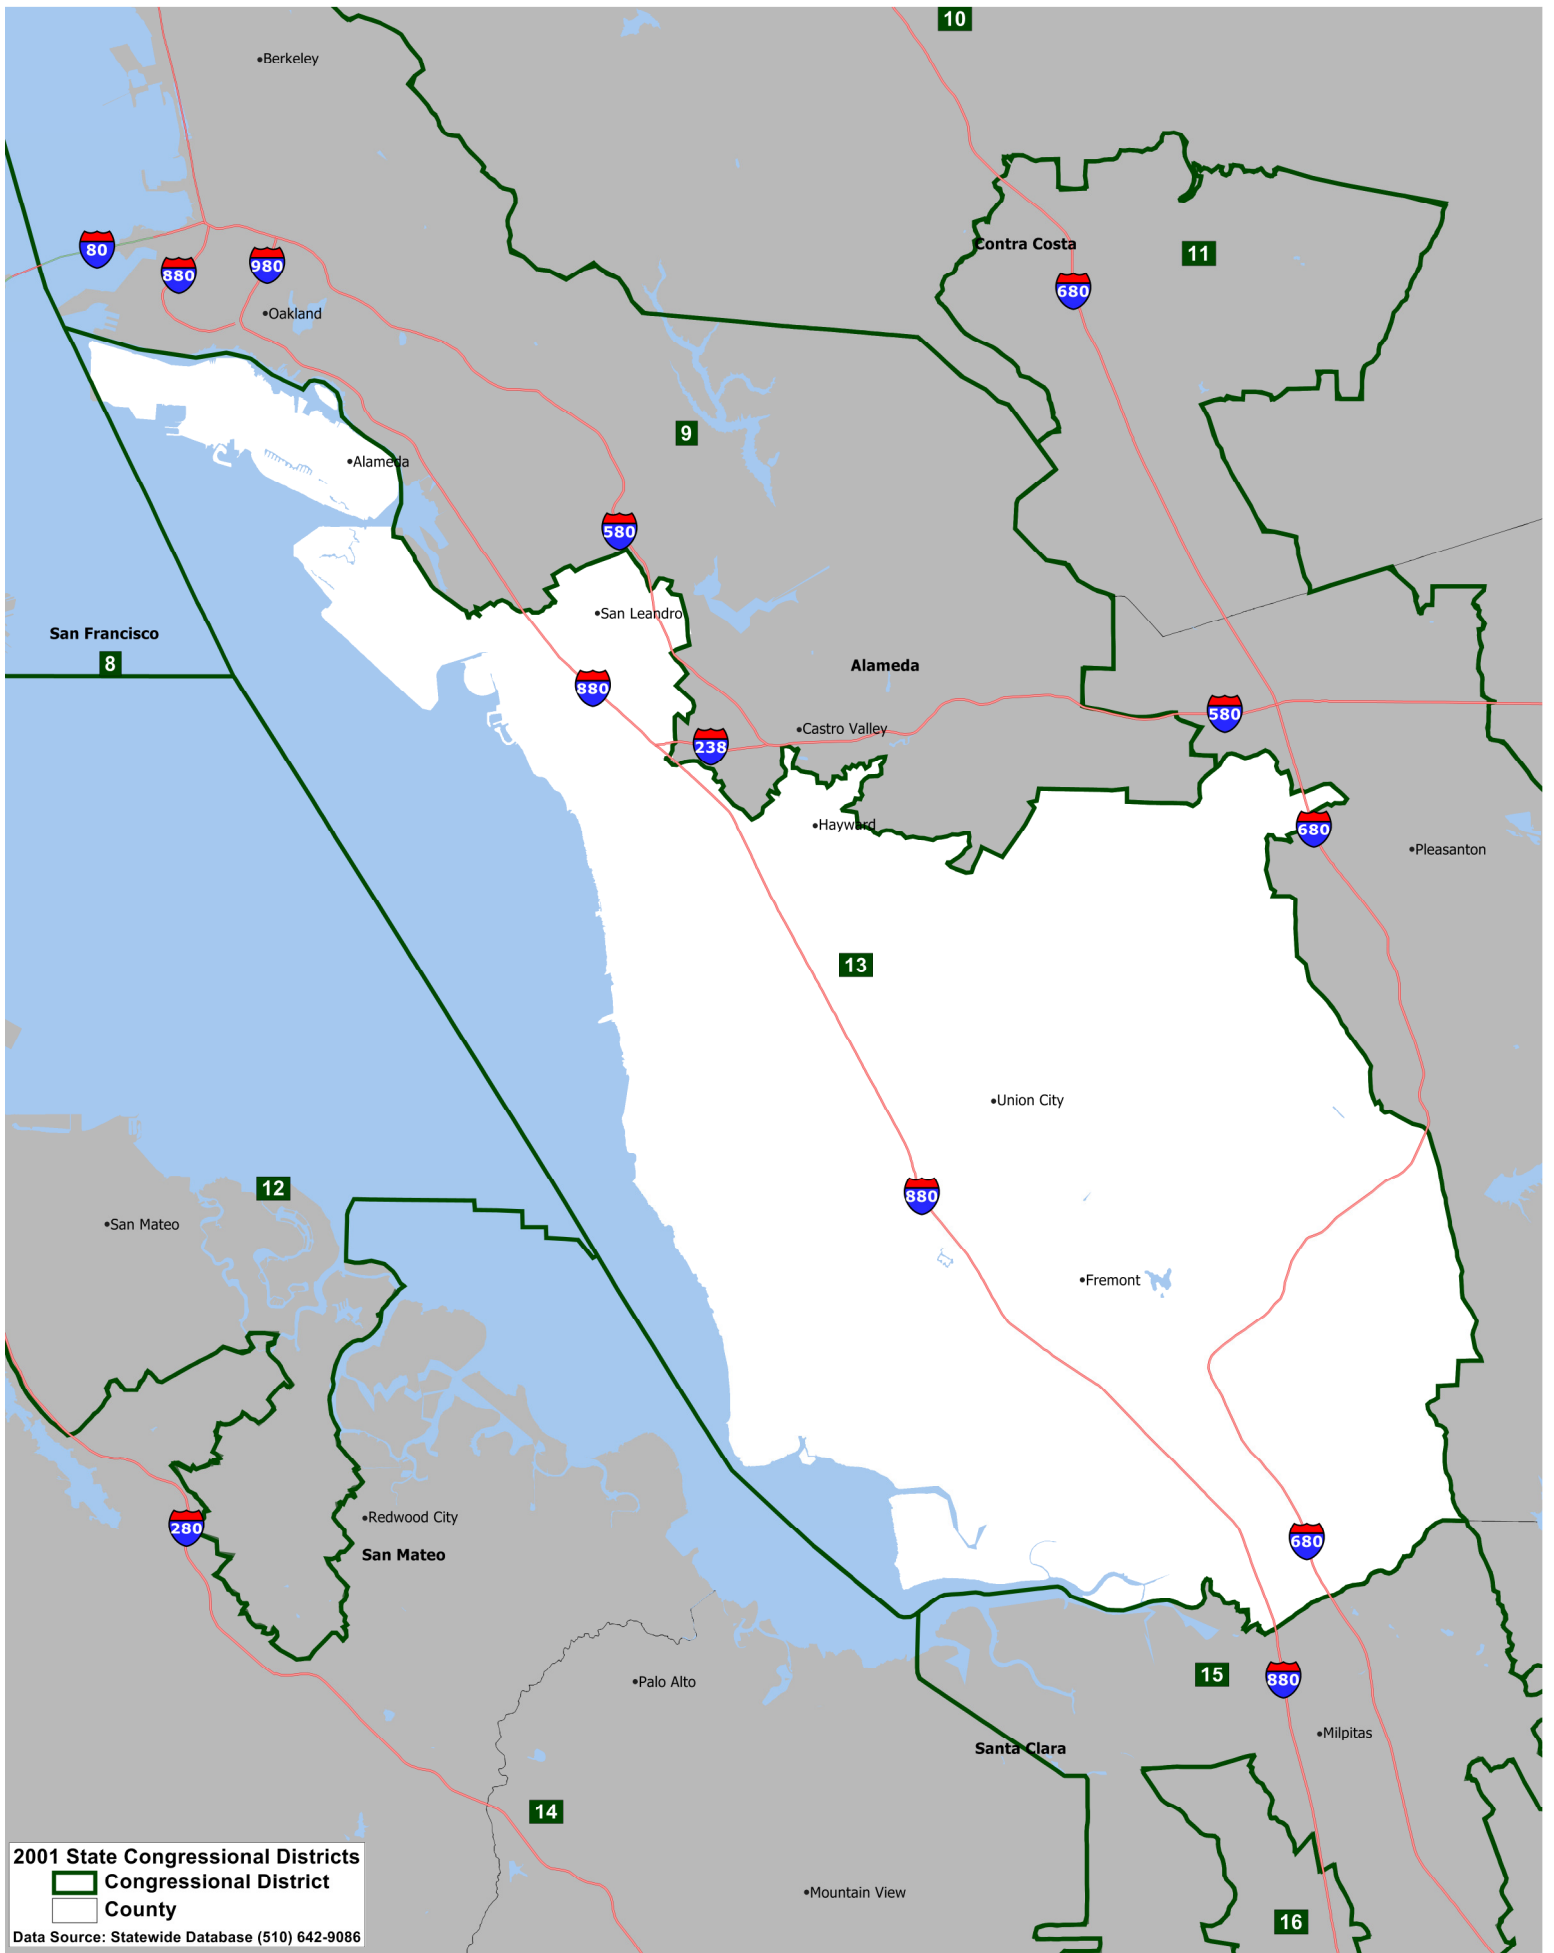 10
Berkeley
Contra Costa
11
80
880
980
680
Oakland
9
Alameda
580
San Leandro
San Francisco
8
Alameda
880
580
Castro Valley
238
Hayward
680
Pleasanton
13
Union City
12
880
San Mateo
Fremont
Redwood City
280
San Mateo
680
15
Palo Alto
880
Milpitas
Santa Clara
14
Mountain View
16
2001 State Congressional Districts
Congressional District
County
Data Source: Statewide Database (510) 642-9086